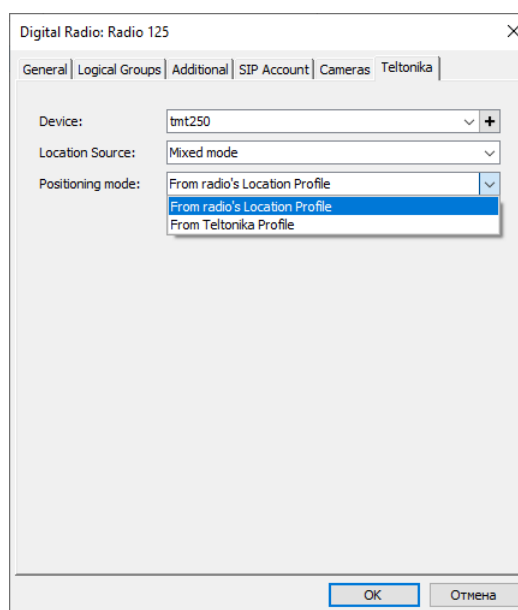 Digital Radio: Radio 125
General Logical Groups Additional SIP Account Cameras Teltonika
Device: tmt250
Location Source: Mixed mode
Positioning mode: From radio's Location Profile
From radio's Location Profile
From Teltonika Profile
OK Отмена